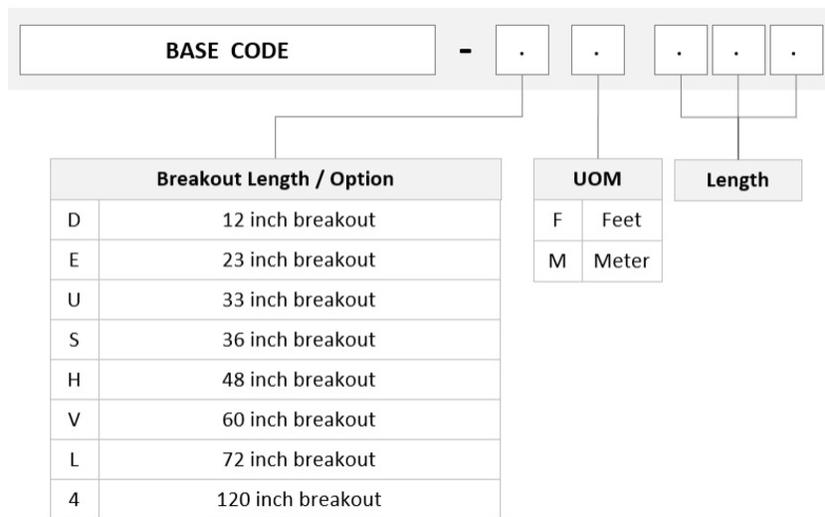 BASE CODE - . . . . .
Breakout Length / Option
D 12 inch breakout
E 23 inch breakout
U 33 inch breakout
S 36 inch breakout
H 48 inch breakout
V 60 inch breakout
L 72 inch breakout
4 120 inch breakout
UOM
F Feet
M Meter
Length